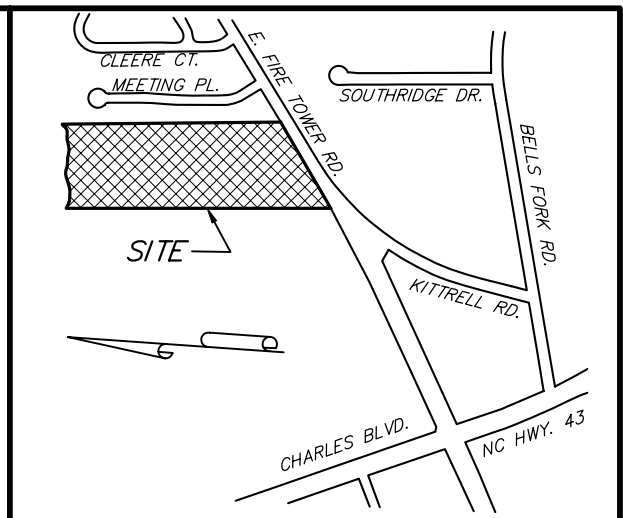 CLEERE CT.
MEETING PL.
E. FIRE TOWER RD.
SOUTHRIDGE DR.
BELLS FORK RD.
SITE
KITTRELL RD.
CHARLES BLVD.
NC HWY. 43